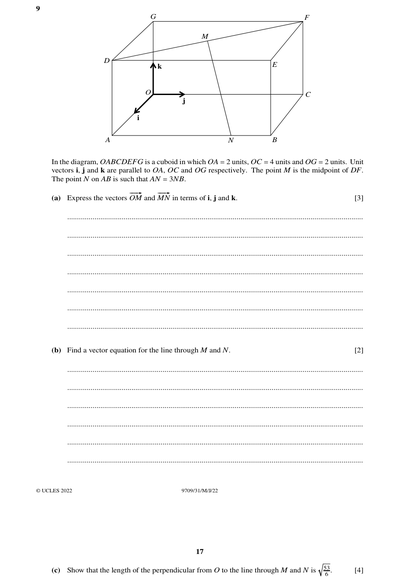 9
G
F
M
D
E
k
O
j
C
i
A
N
B
In the diagram, OABCDEFG is a cuboid in which OA = 2 units, OC = 4 units and OG = 2 units. Unit
vectors i, j and k are parallel to OA, OC and OG respectively. The point M is the midpoint of DF.
The point N on AB is such that AN = 3NB.
(a) Express the vectors $\overrightarrow{OM}$ and $\overrightarrow{MN}$ in terms of i, j and k. [3]
(b) Find a vector equation for the line through M and N. [2]
© UCLES 2022 9709/31/M/J/22
17
(c) Show that the length of the perpendicular from O to the line through M and N is $\sqrt{\frac{53}{6}}$. [4]